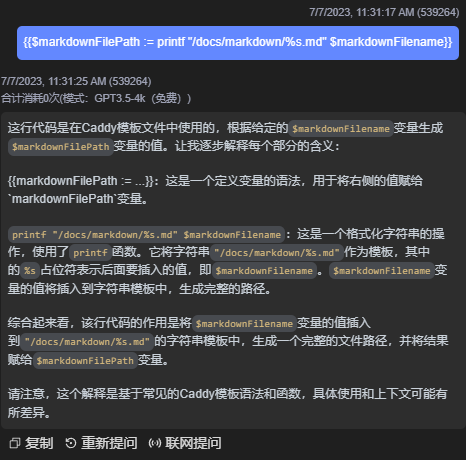 7/7/2023, 11:31:17 AM (539264)
{{$markdownFilePath := printf "/docs/markdown/%s.md" $markdownFilename}}
7/7/2023, 11:31:25 AM (539264)
合计消耗0次(模式：GPT3.5-4k（免费）)
这行代码是在Caddy模板文件中使用的，根据给定的 $markdownFilename 变量生成
$markdownFilePath 变量的值。让我逐步解释每个部分的含义：
{{markdownFilePath := ...}}：这是一个定义变量的语法，用于将右侧的值赋给
`markdownFilePath`变量。
printf "/docs/markdown/%s.md" $markdownFilename：这是一个格式化字符串的操
作，使用了 printf 函数。它将字符串 "/docs/markdown/%s.md" 作为模板，其中
的 %s 占位符表示后面要插入的值，即 $markdownFilename 。 $markdownFilename 变
量的值将插入到字符串模板中，生成完整的路径。
综合起来看，该行代码的作用是将 $markdownFilename 变量的值插入
到 "/docs/markdown/%s.md" 的字符串模板中，生成一个完整的文件路径，并将结果
赋给 $markdownFilePath 变量。
请注意，这个解释是基于常见的Caddy模板语法和函数，具体使用和上下文可能有
所差异。
复制 重新提问 联网提问